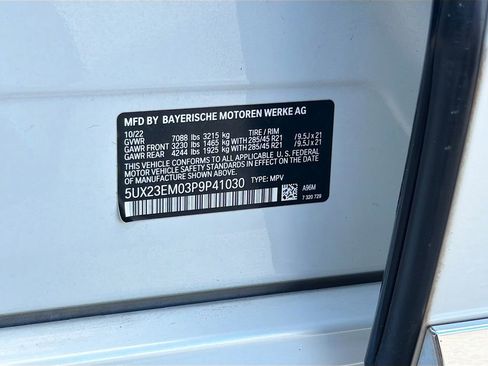 MFD BY BAYERISCHE MOTOREN WERKE AG
10/22
GVWR 7088 lbs 3215 kg TIRE / RIM
GAWR FRONT 3230 lbs 1465 kg WITH 285/45 R21 /9.5J x 21
GAWR REAR 4244 lbs 1925 kg WITH 285/45 R21 /9.5J x 21
THIS VEHICLE CONFORMS TO ALL APPLICABLE U.S. FEDERAL
MOTOR VEHICLE SAFETY STANDARDS IN EFFECT ON THE DATE
OF MANUFACTURE SHOWN ABOVE.
5UX23EM03P9P41030 TYPE: MPV
A96M
7 320 729